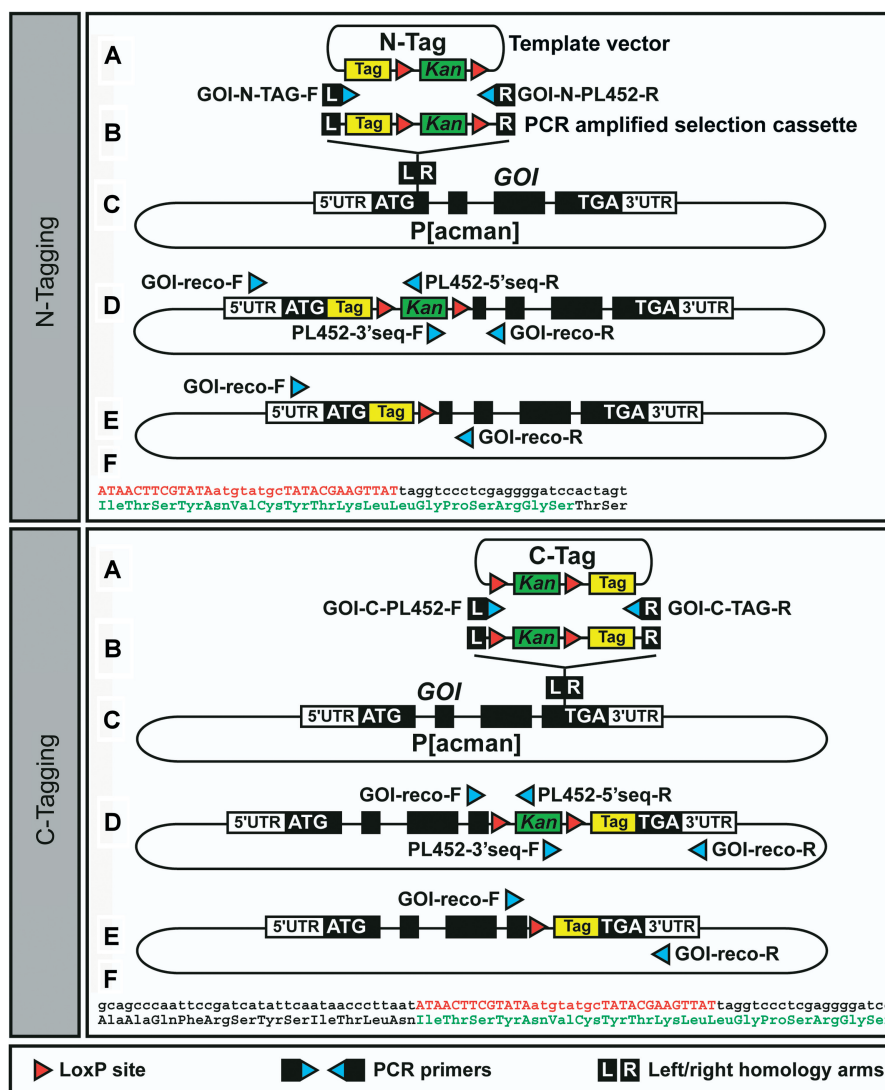 N-Tagging
A
N-Tag
Template vector
Tag
Kan
GOI-N-TAG-F
L
R
GOI-N-PL452-R
B
L
Tag
Kan
R
PCR amplified selection cassette
L R
GOI
C
5'UTR ATG
TGA 3'UTR
P[acman]
GOI-reco-F
PL452-5'seq-R
D
5'UTR ATG Tag
Kan
TGA 3'UTR
PL452-3'seq-F
GOI-reco-R
GOI-reco-F
E
5'UTR ATG Tag
TGA 3'UTR
GOI-reco-R
F
ATAACTTCGTATAatgtatgcTATACGAAGTTATtaggtccctcgaggggatccactagt
IleThrSerTyrAsnValCysTyrThrLysLeuLeuGlyProSerArgGlySerThrSer
C-Tagging
A
C-Tag
Kan
Tag
GOI-C-PL452-F
L
R
GOI-C-TAG-R
B
L
Kan
Tag
R
L R
GOI
C
5'UTR ATG
TGA 3'UTR
P[acman]
GOI-reco-F
PL452-5'seq-R
D
5'UTR ATG
Kan
Tag TGA 3'UTR
PL452-3'seq-F
GOI-reco-R
GOI-reco-F
E
5'UTR ATG
Tag TGA 3'UTR
GOI-reco-R
F
gcagcccaattccgatcatattcaataacccttaatATAACTTCGTATAatgtatgcTATACGAAGTTATtaggtccctcgaggggatc
AlaAlaGlnPheArgSerTyrSerIleThrLeuAsnIleThrSerTyrAsnValCysTyrThrLysLeuLeuGlyProSerArgGlySe
LoxP site
PCR primers
L R Left/right homology arms